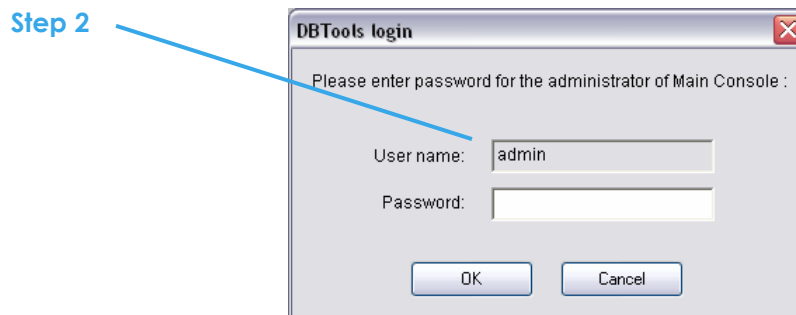 Step 2
DBTools login
Please enter password for the administrator of Main Console :
User name: admin
Password:
OK Cancel